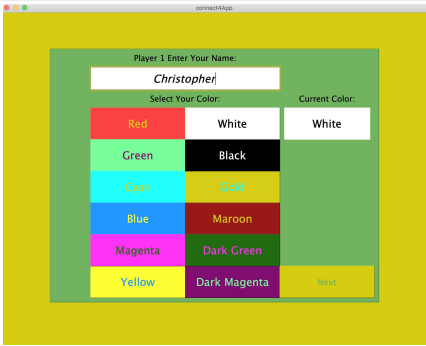 connect4App
Player 1 Enter Your Name:
Christopher
Select Your Color:
Current Color:
Red
White
White
Green
Black
Cyan
Gold
Blue
Maroon
Magenta
Dark Green
Yellow
Dark Magenta
Next